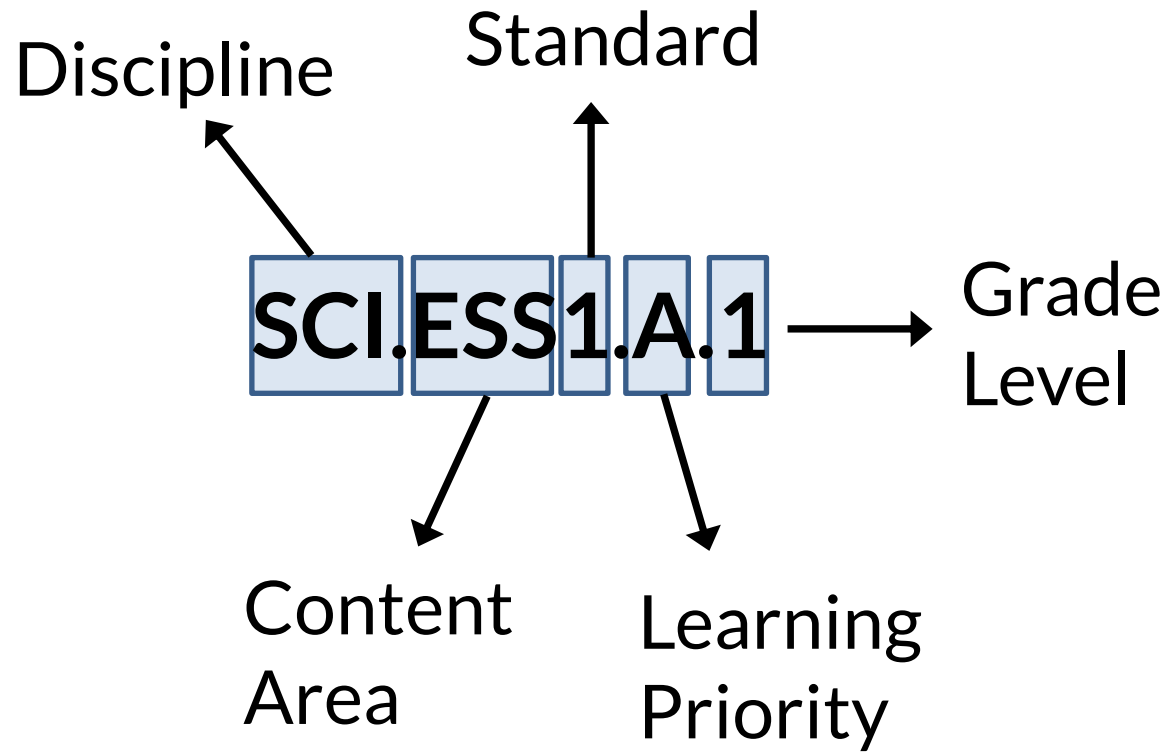 Standard
Discipline
SCI.ESS1.A.1
Grade
Level
Content
Area
Learning
Priority